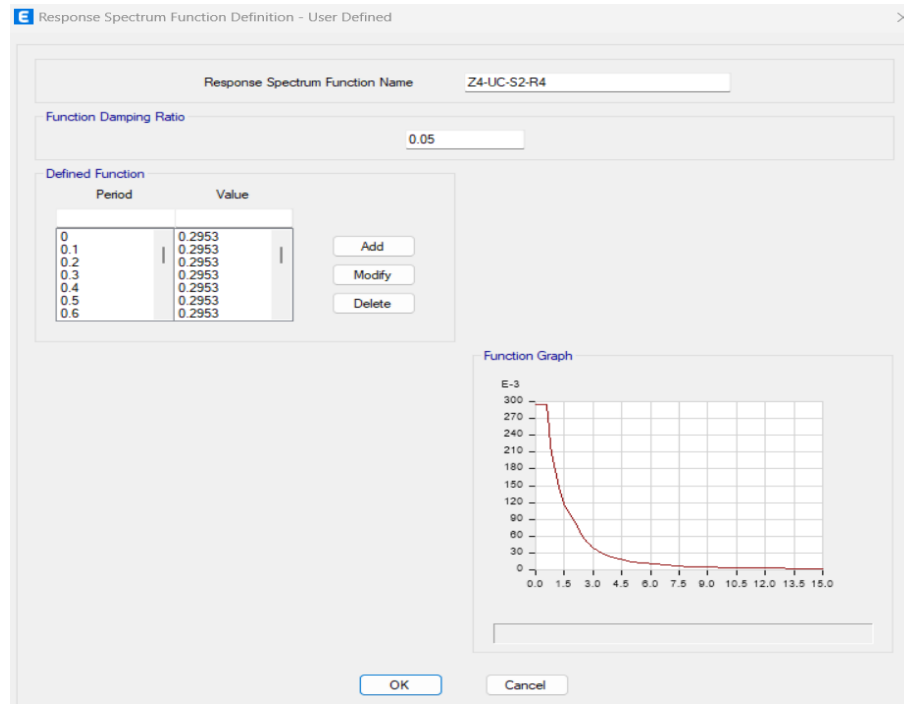 E Response Spectrum Function Definition - User Defined
Response Spectrum Function Name Z4-UC-S2-R4
Function Damping Ratio
0.05
Defined Function
Period Value
0 0.2953
0.1 0.2953
0.2 0.2953
0.3 0.2953
0.4 0.2953
0.5 0.2953
0.6 0.2953
Add
Modify
Delete
Function Graph
E-3
300
270
240
210
180
150
120
90
60
30
0
0.0 1.5 3.0 4.5 6.0 7.5 9.0 10.5 12.0 13.5 15.0
OK Cancel